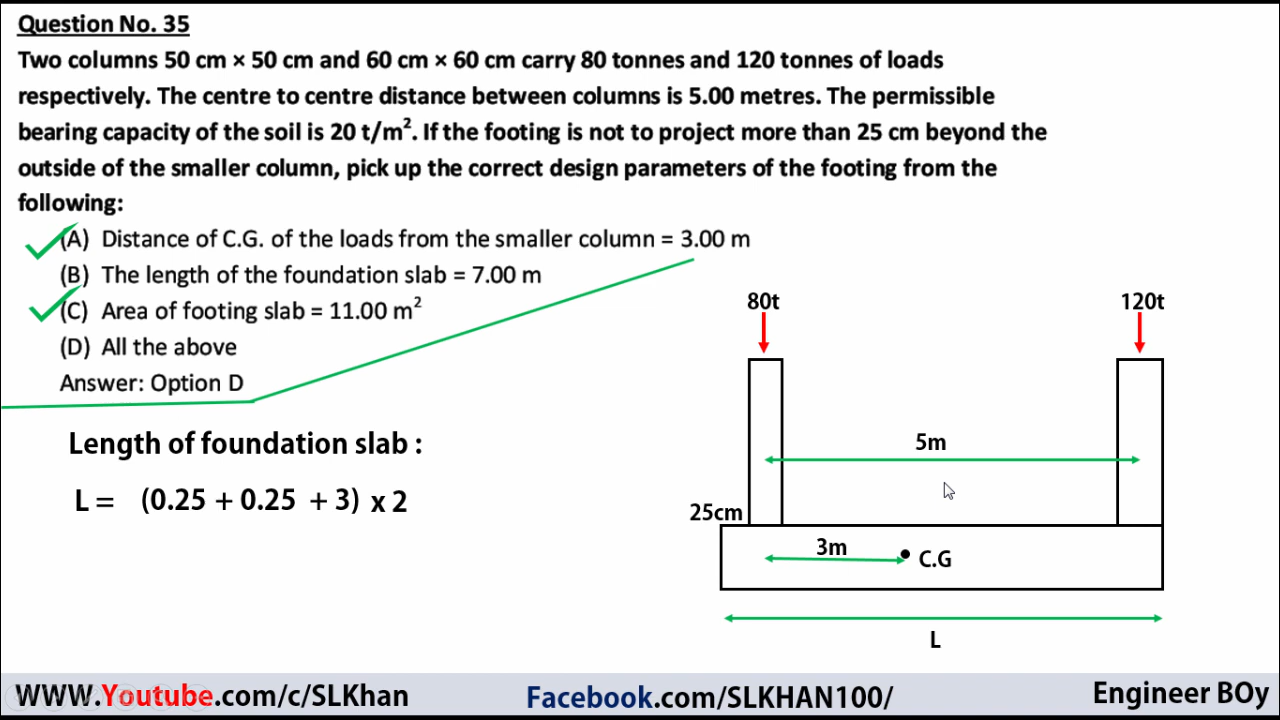 Question No. 35
Two columns 50 cm × 50 cm and 60 cm × 60 cm carry 80 tonnes and 120 tonnes of loads
respectively. The centre to centre distance between columns is 5.00 metres. The permissible
bearing capacity of the soil is 20 t/m². If the footing is not to project more than 25 cm beyond the
outside of the smaller column, pick up the correct design parameters of the footing from the
following:
(A) Distance of C.G. of the loads from the smaller column = 3.00 m
(B) The length of the foundation slab = 7.00 m
(C) Area of footing slab = 11.00 m²
(D) All the above
Answer: Option D
Length of foundation slab :
L = (0.25 + 0.25 + 3) x 2
80t
120t
5m
25cm
3m
C.G
L
WWW.Youtube.com/c/SLKhan
Facebook.com/SLKHAN100/
Engineer BOy